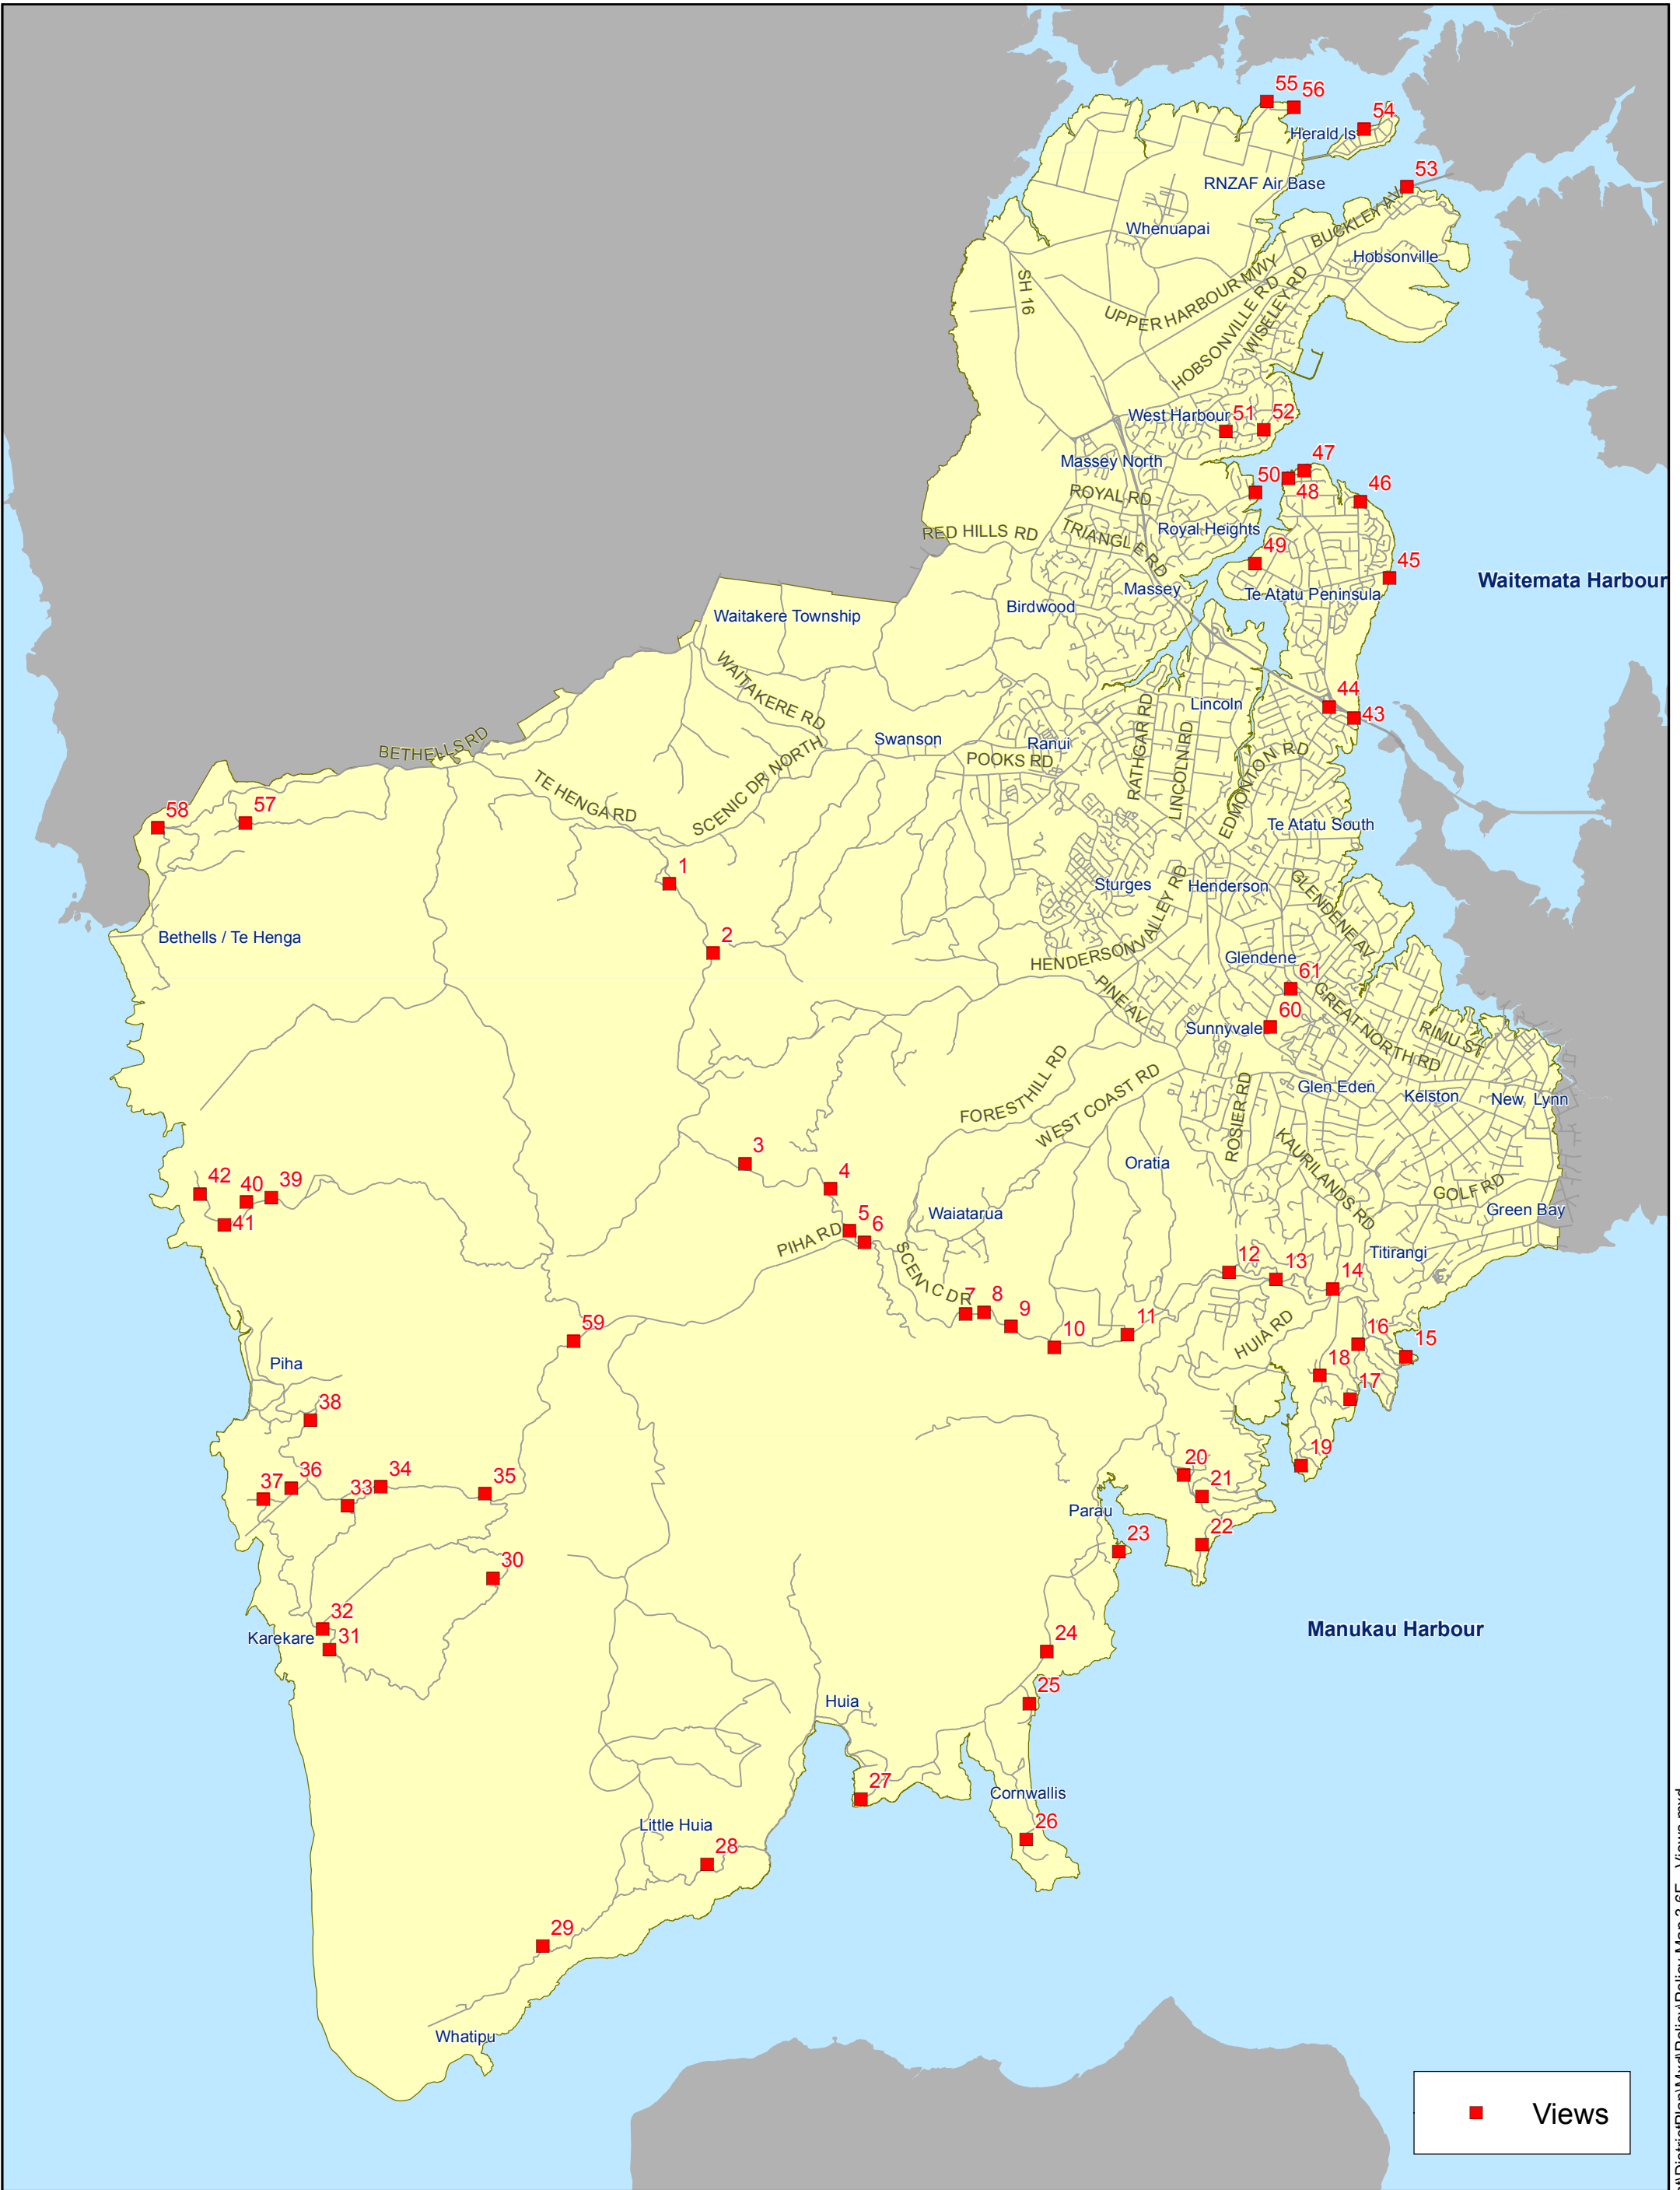 55
56
54
Herald Is
53
RNZAF Air Base
BUCKLEY AV
Whenuapai
Hobsonville
SH 16
UPPER HARBOUR MWY
HOBSONVILLE RD
WISELEY RD
West Harbour
51
52
Massey North
47
50
48
46
ROYAL RD
Royal Heights
RED HILLS RD
TRIANGLE RD
49
45
Waitemata Harbour
Massey
Te Atatu Peninsula
Birdwood
Waitakere Township
WAITAKERE RD
44
43
Lincoln
RATHGAR RD
LINCOLN RD
EDMONTON RD
Swanson
Ranui
POOKS RD
BETHELLS RD
TE HENGA RD
SCENIC DR NORTH
58
57
Te Atatu South
1
Sturges
Henderson
GLENDENE AV
2
Bethells / Te Henga
HENDERSON VALLEY RD
Glendene
61
PINE AV
60
Sunnyvale
GREAT NORTH RD
RIMU ST
FORESTHILL RD
WEST COAST RD
Glen Eden
Kelston
New Lynn
ROSIER RD
KAURILANDS RD
3
Oratia
42
40
39
4
GOLF RD
41
5
6
Waiatarua
Green Bay
PIHA RD
SCENIC DR
Titirangi
12
13
14
7
8
9
10
11
HUIA RD
59
16
15
Piha
18
17
38
19
20
37
36
33
34
35
21
Parau
22
23
30
32
Karekare
31
Manukau Harbour
24
25
Huia
27
Cornwallis
26
Little Huia
28
29
Whatipu
Views